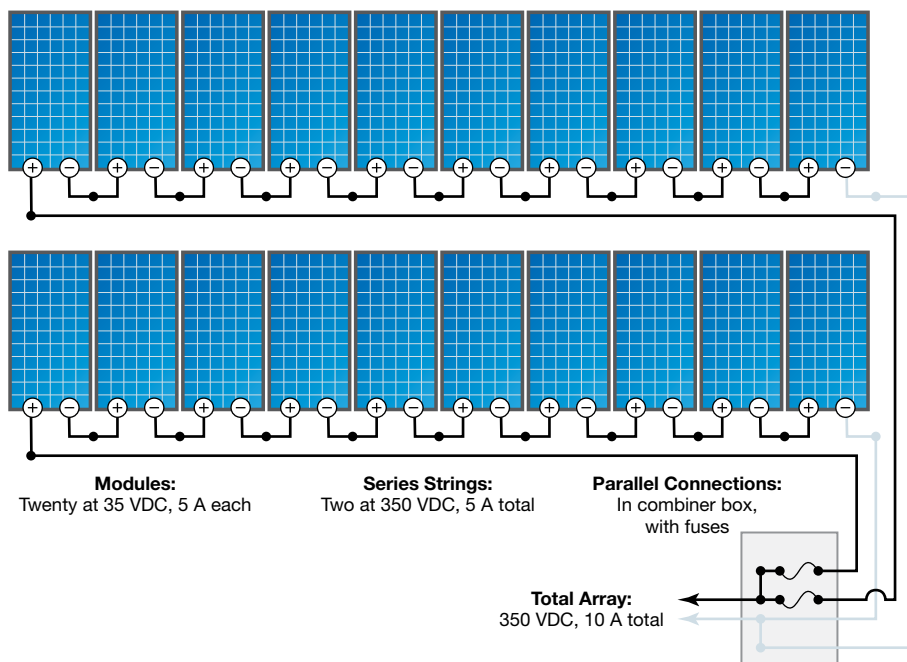 + − + − + − + − + − + − + − + − + − + −
+ − + − + − + − + − + − + − + − + − + −
Modules:
Twenty at 35 VDC, 5 A each
Series Strings:
Two at 350 VDC, 5 A total
Parallel Connections:
In combiner box,
with fuses
Total Array:
350 VDC, 10 A total